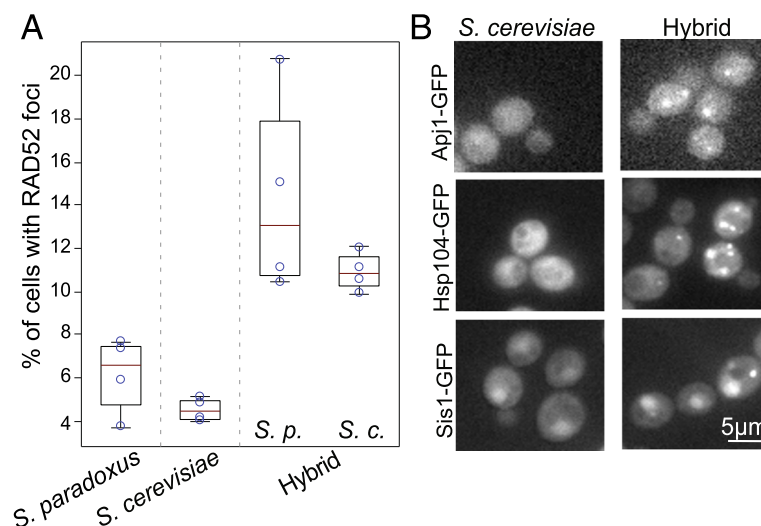 A
% of cells with RAD52 foci
20
18
16
14
12
10
8
6
4
S. p.
S. c.
S. paradoxus
S. cerevisiae
Hybrid
B
S. cerevisiae
Hybrid
Apj1-GFP
Hsp104-GFP
Sis1-GFP
5µm